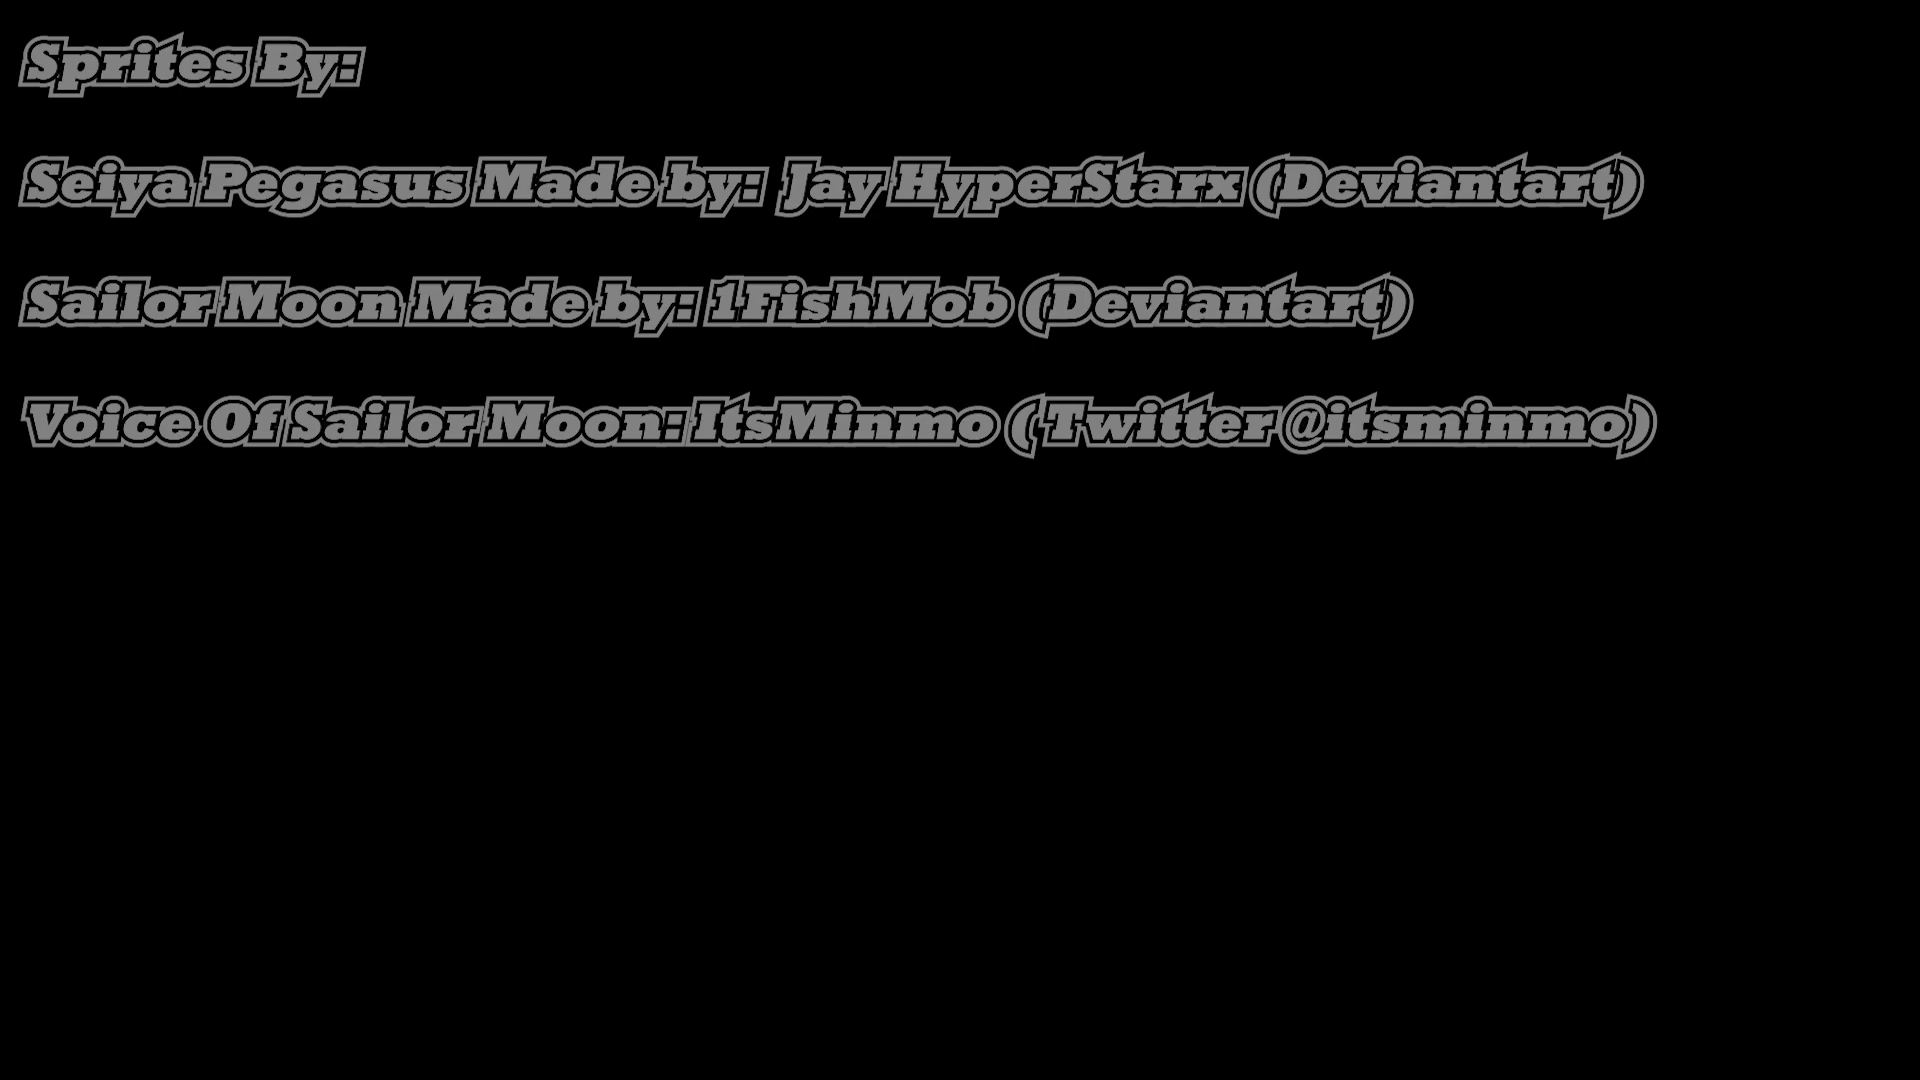 Sprites By:
Seiya Pegasus Made by: Jay HyperStarx (Deviantart)
Sailor Moon Made by: 1FishMob (Deviantart)
Voice Of Sailor Moon: ItsMinmo ( Twitter @itsminmo)